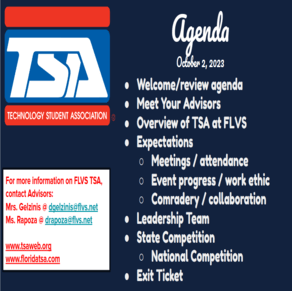 TSA
TECHNOLOGY STUDENT ASSOCIATION
For more information on FLVS TSA,
contact Advisors:
Mrs. Gelzinis @ dgelzinis@flvs.net
Ms. Rapoza @ drapoza@flvs.net
www.tsaweb.org
www.floridatsa.com
Agenda
October 2, 2023
• Welcome/review agenda
• Meet Your Advisors
• Overview of TSA at FLVS
• Expectations
○ Meetings / attendance
○ Event progress / work ethic
○ Comradery / collaboration
• Leadership Team
• State Competition
○ National Competition
• Exit Ticket